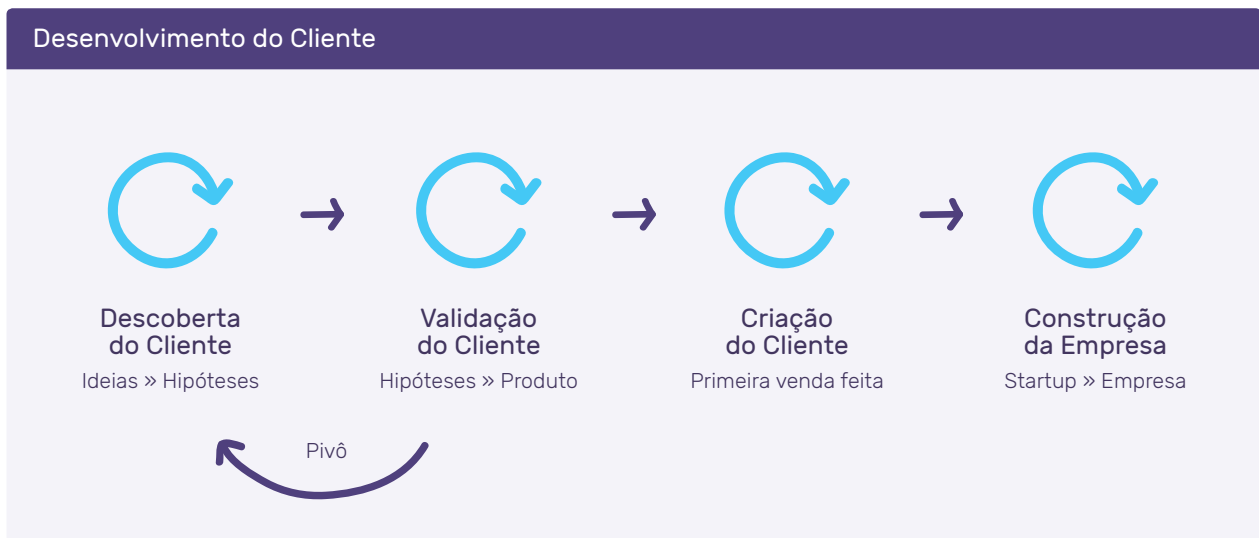 Desenvolvimento do Cliente
Descoberta
do Cliente
Ideias » Hipóteses
Validação
do Cliente
Hipóteses » Produto
Criação
do Cliente
Primeira venda feita
Construção
da Empresa
Startup » Empresa
Pivô